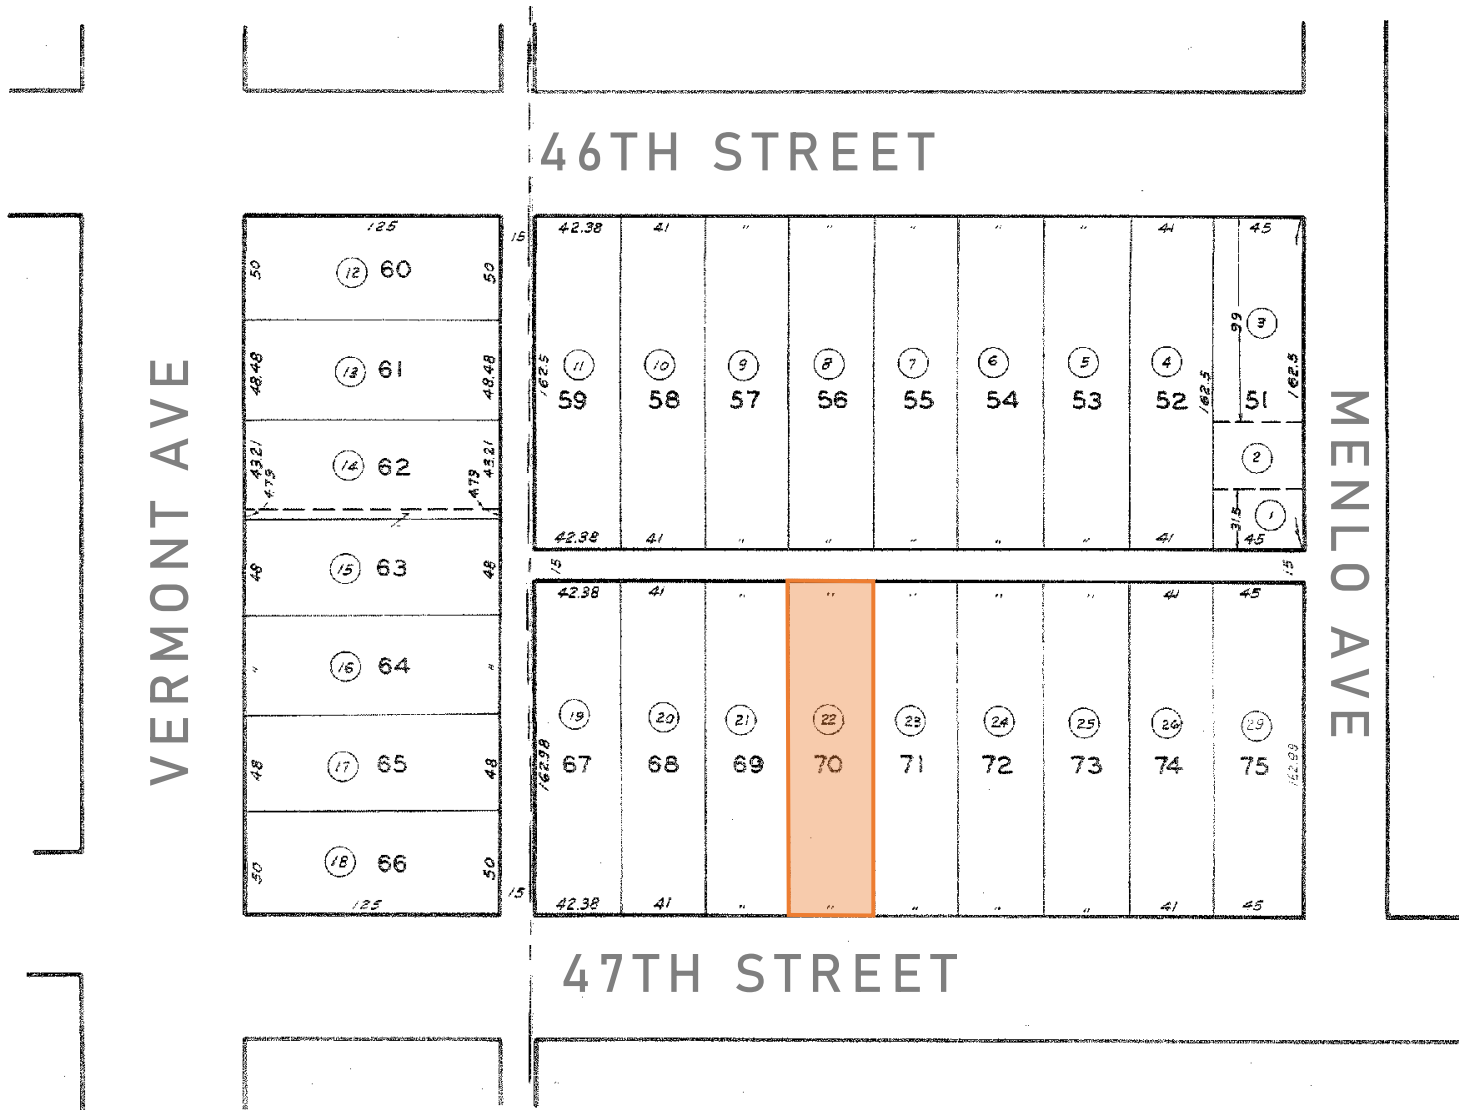 46TH STREET
125
15
42.38 41 " " " " " 41 45
50 12 60 50
99 3
48.48 13 61 48.48
162.5 11 10 9 8 7 6 5 4 162.5 162.5
59 58 57 56 55 54 53 52 51
43.21 14 62 43.21
4.79 4.79
2
31.5 1
42.38 41 " " " " " 41 45
48 15 63 48
15 15
42.38 41 " " " " " 41 45
" 16 64 "
19 20 21 22 23 24 25 26 29
162.98 67 68 69 70 71 72 73 74 75 162.99
48 17 65 48
50 18 66 50
125
15
42.38 41 " " " " " 41 45
47TH STREET
VERMONT AVE
MENLO AVE